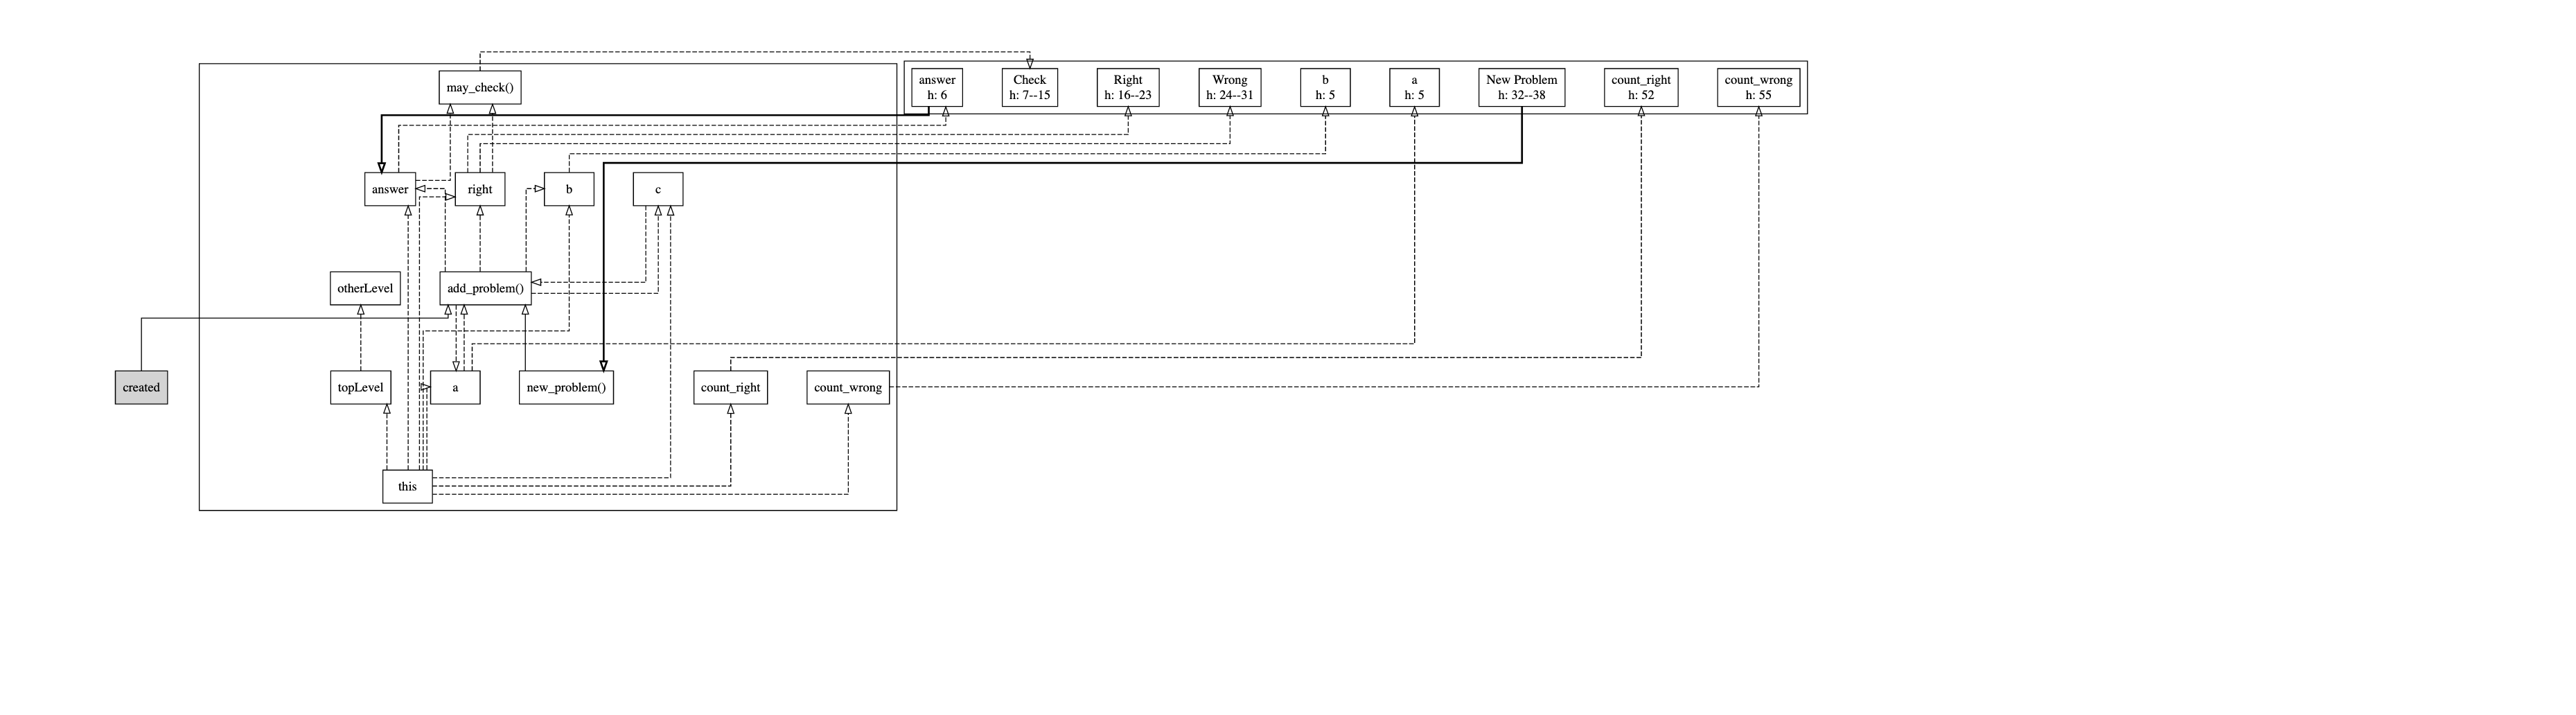 may_check()
answer
h: 6
Check
h: 7--15
Right
h: 16--23
Wrong
h: 24--31
b
h: 5
a
h: 5
New Problem
h: 32--38
count_right
h: 52
count_wrong
h: 55
answer
right
b
c
otherLevel
add_problem()
created
topLevel
a
new_problem()
count_right
count_wrong
this